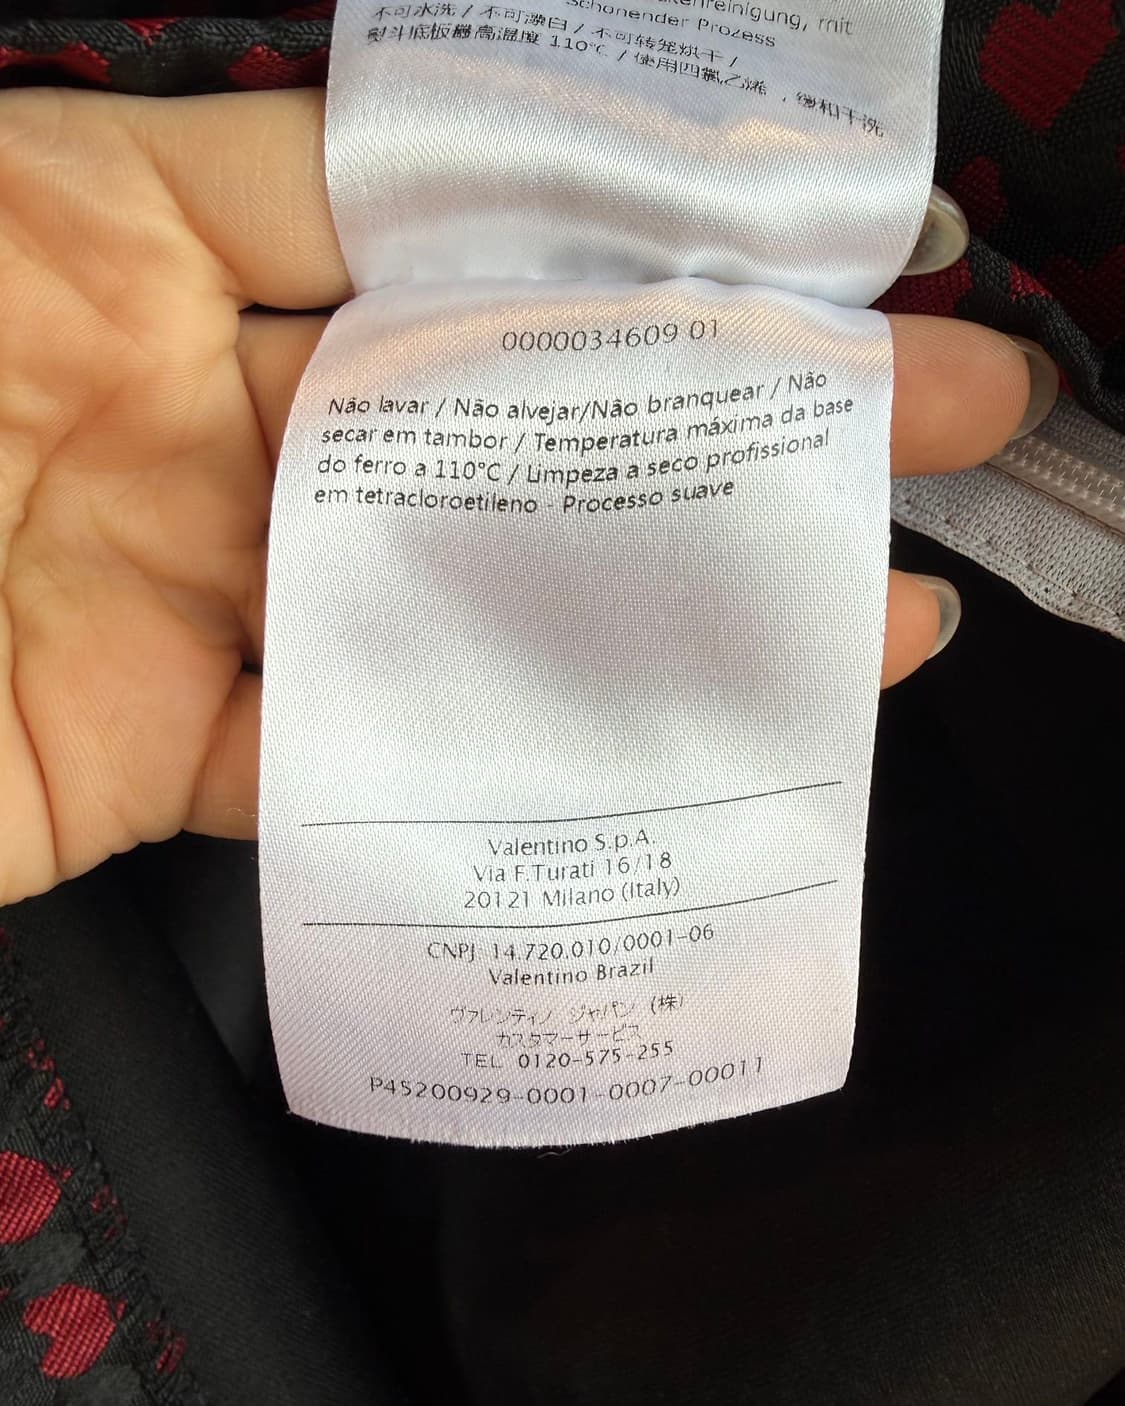 enreinigung, mit
Schonender Prozess
不可水洗 / 不可漂白 / 不可转笼烘干 /
熨斗底板最高温度 110°C / 使用四氯乙烯 , 缓和干洗
0000034609 01
Não lavar / Não alvejar/Não branquear / Não
secar em tambor / Temperatura máxima da base
do ferro a 110°C / Limpeza a seco profissional
em tetracloroetileno - Processo suave
Valentino S.p.A.
Via F.Turati 16/18
20121 Milano (Italy)
CNPJ 14.720.010/0001-06
Valentino Brazil
ヴァレンティノ ジャパン (株)
カスタマーサービス
TEL 0120-575-255
P45200929-0001-0007-00011